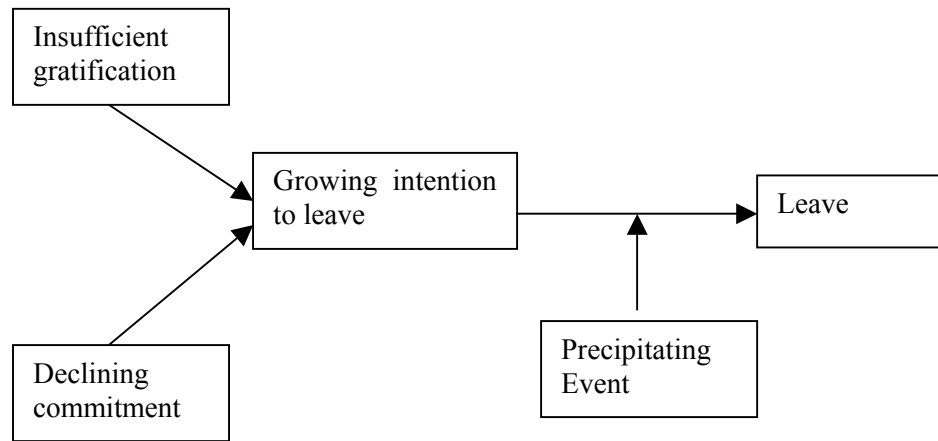 Insufficient
gratification
Growing intention
to leave
Leave
Declining
commitment
Precipitating
Event